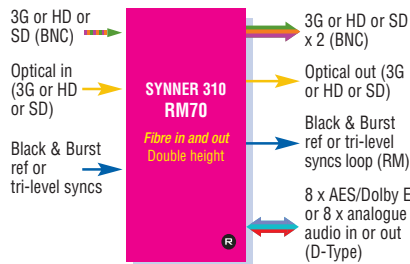 3G or HD or
SD (BNC)
Optical in
(3G or HD
or SD)
Black & Burst
ref or
tri-level syncs
SYNNER 310
RM70
Fibre in and out
Double height
R
3G or HD or SD
x 2 (BNC)
Optical out (3G
or HD or SD)
Black & Burst
ref or tri-level
syncs loop (RM)
8 x AES/Dolby E
or 8 x analogue
audio in or out
(D-Type)